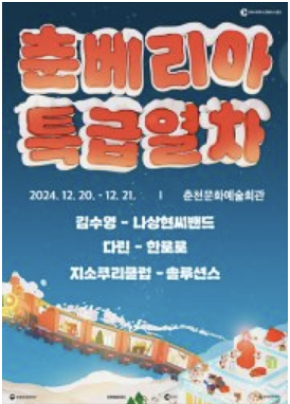 춘베리아
특급열차
2024. 12. 20. - 12. 21. | 춘천문화예술회관
김수영 - 나상현씨밴드
다린 - 한로로
지소쿠리클럽 - 솔루션스